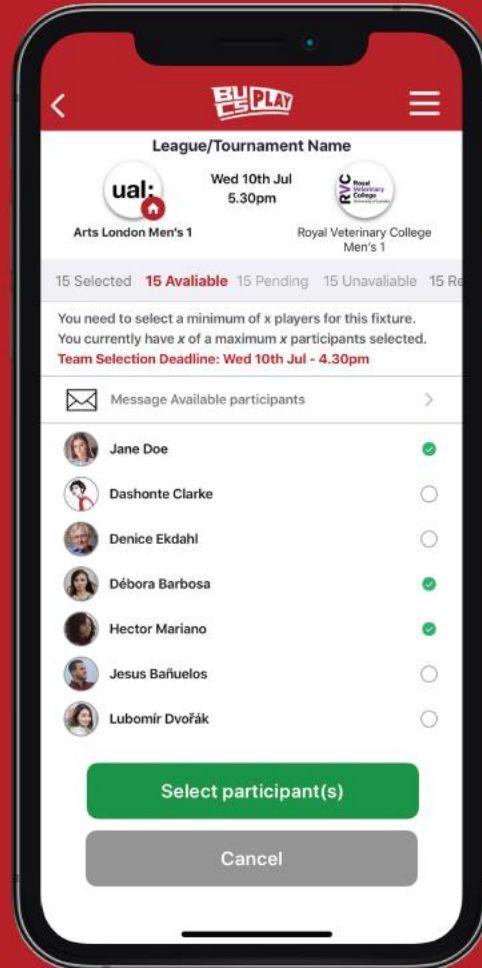 BUCS PLAY
League/Tournament Name
ual:
Wed 10th Jul
5.30pm
RVC
Royal
Veterinary
College
University of London
Arts London Men's 1
Royal Veterinary College
Men's 1
15 Selected 15 Avaliable 15 Pending 15 Unavaliable 15 Re
You need to select a minimum of x players for this fixture.
You currently have x of a maximum x participants selected.
Team Selection Deadline: Wed 10th Jul - 4.30pm
Message Available participants
Jane Doe
Dashonte Clarke
Denice Ekdahl
Débora Barbosa
Hector Mariano
Jesus Bañuelos
Lubomír Dvořák
Select participant(s)
Cancel